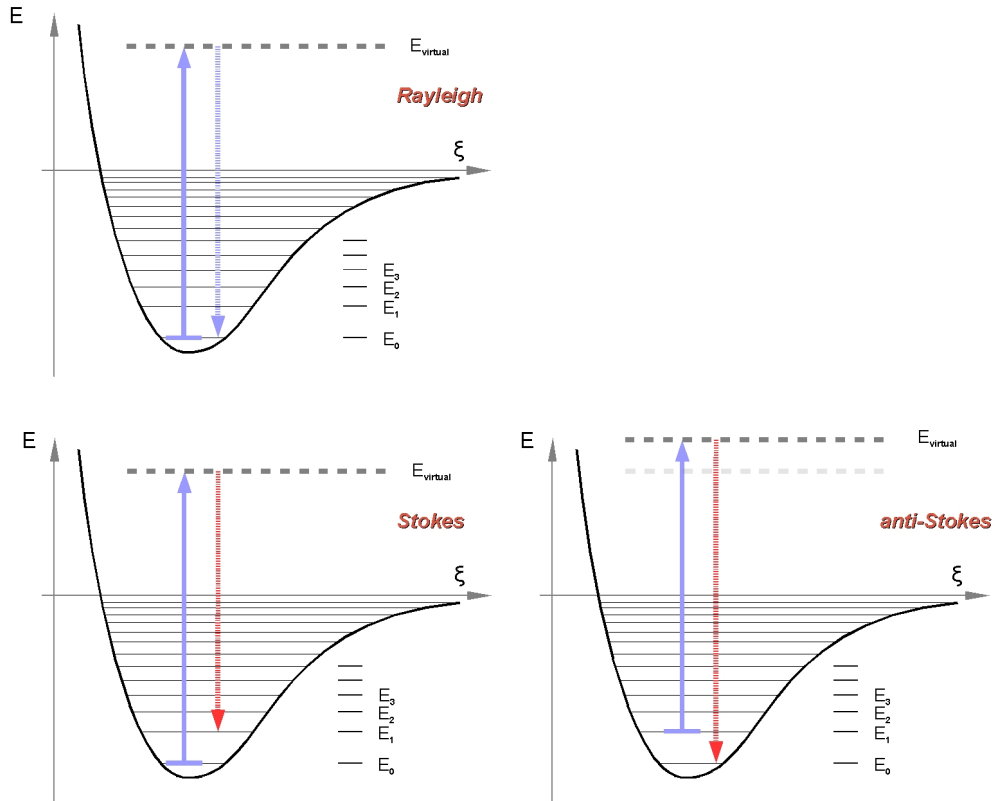 E
E_virtual
Rayleigh
ξ
E_3
E_2
E_1
E_0
E
E_virtual
Stokes
ξ
E_3
E_2
E_1
E_0
E
E_virtual
anti-Stokes
ξ
E_3
E_2
E_1
E_0